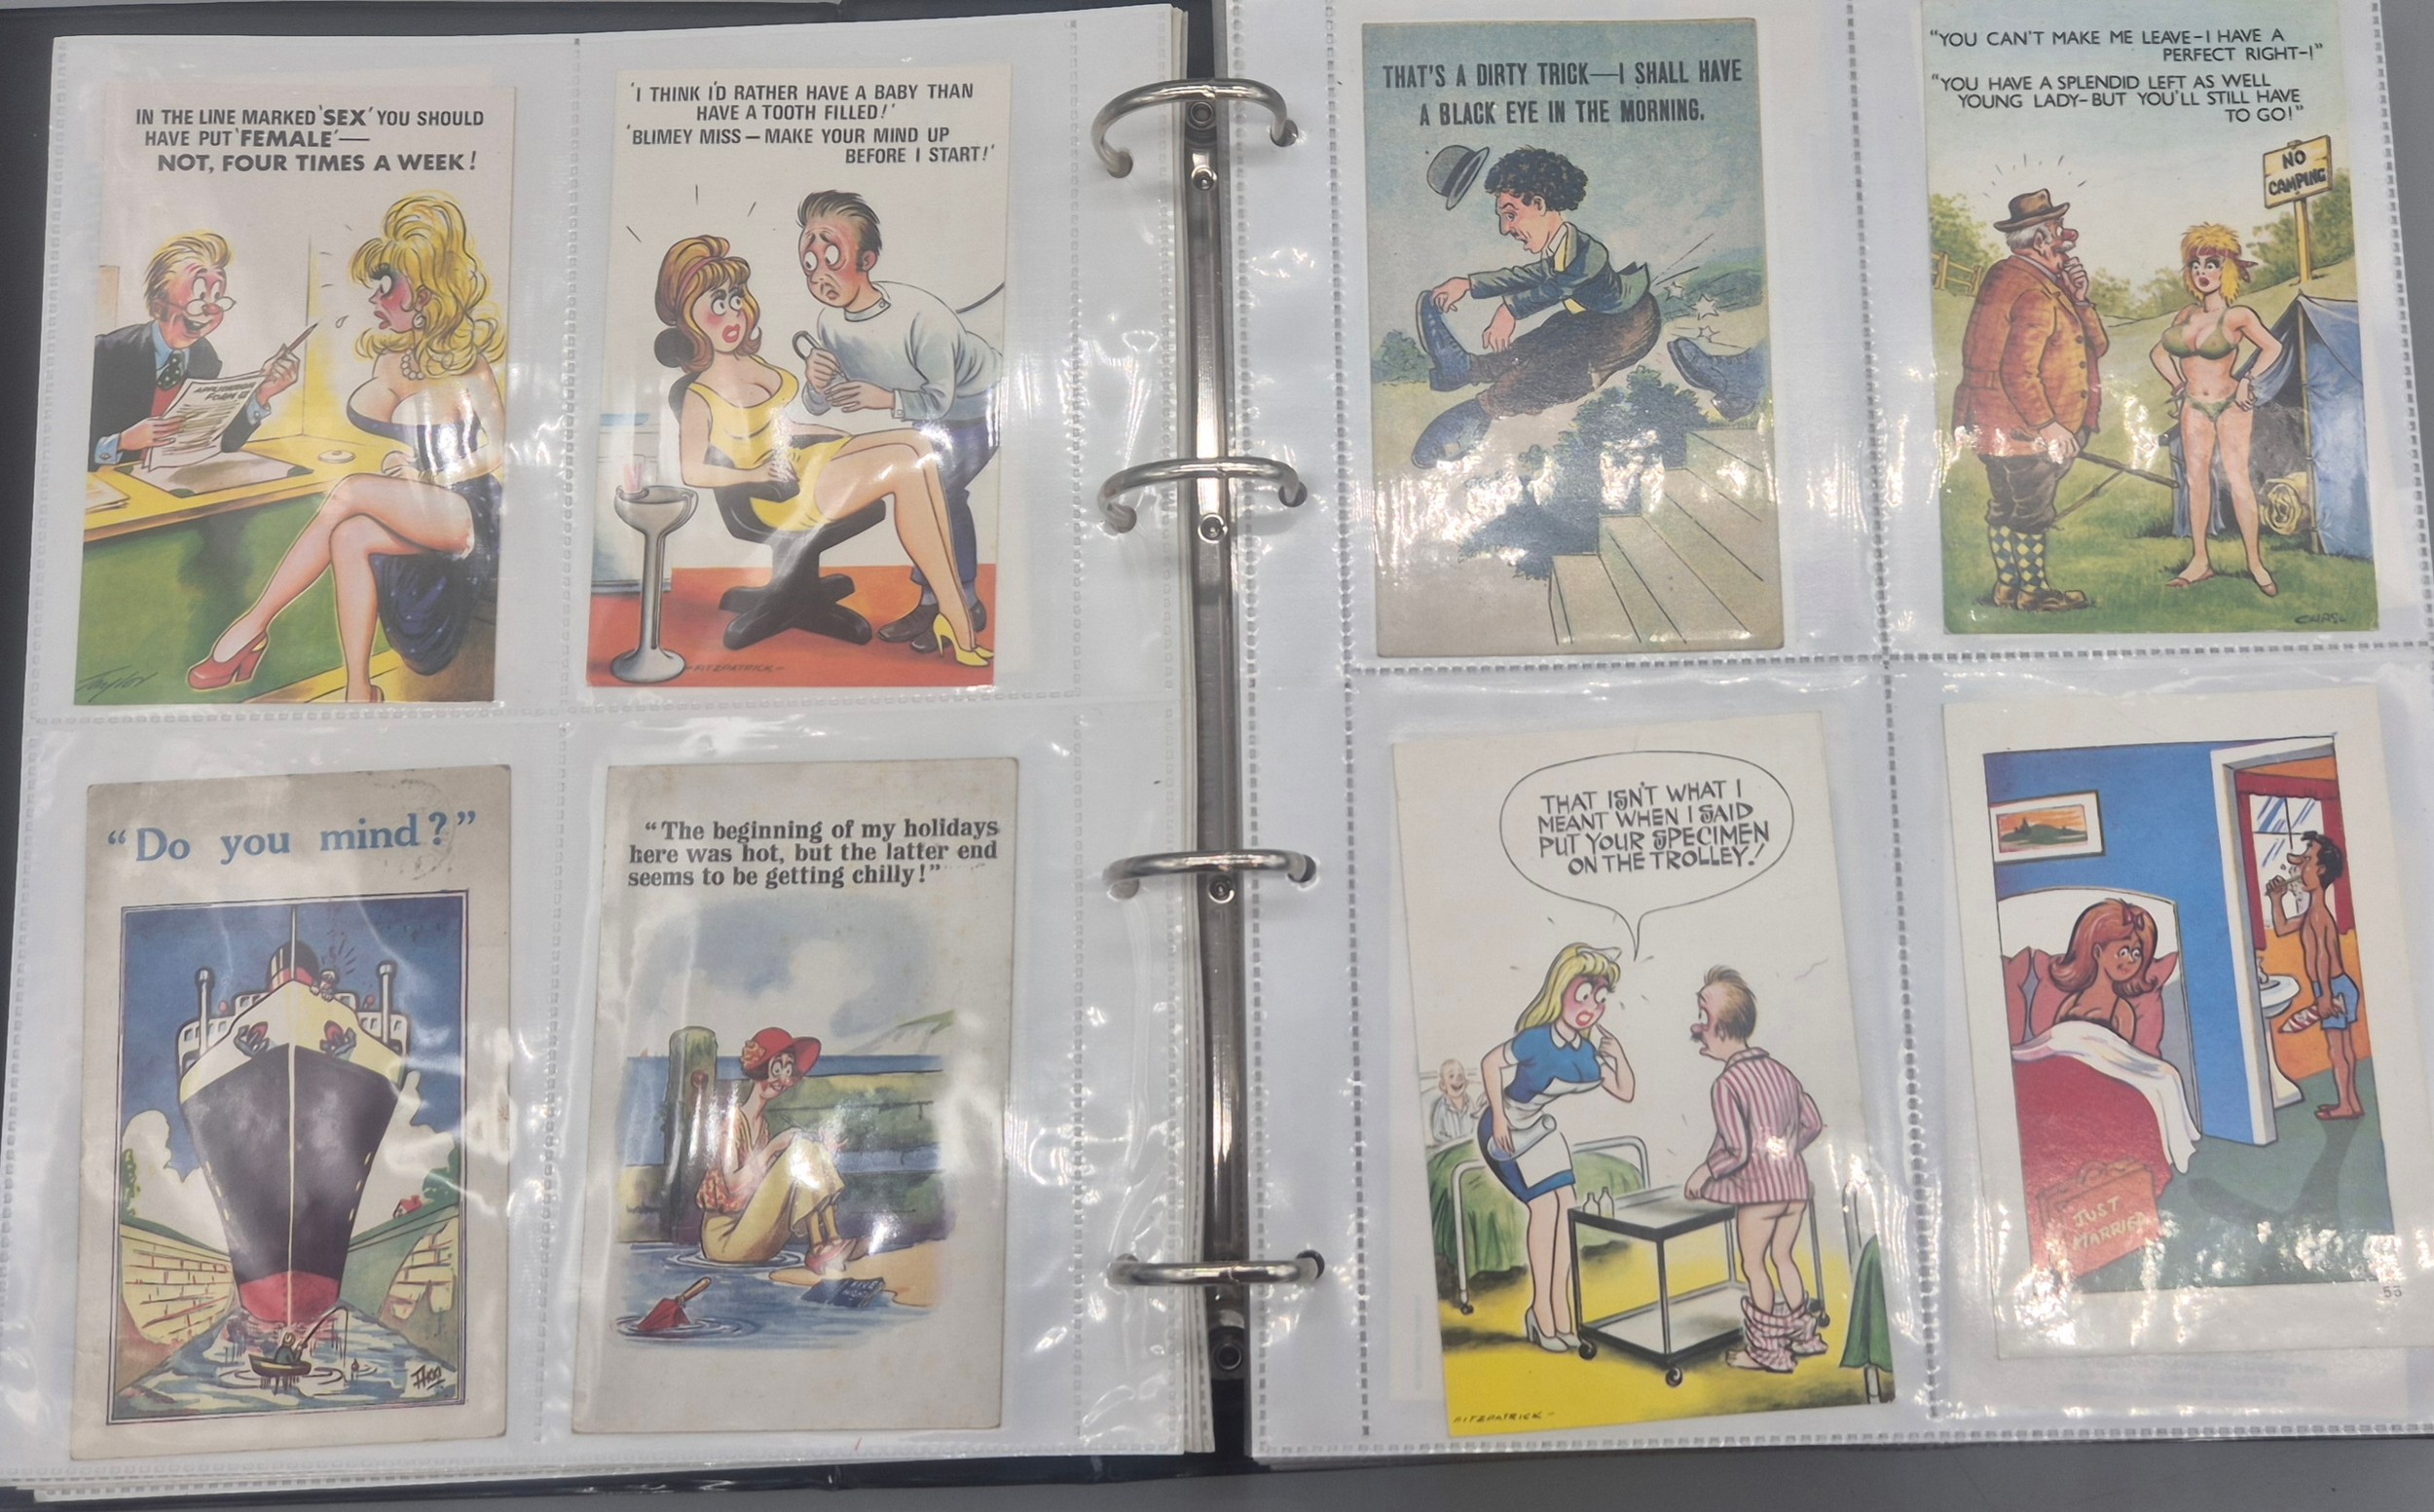 IN THE LINE MARKED 'SEX' YOU SHOULD
HAVE PUT 'FEMALE'—
NOT, FOUR TIMES A WEEK!
APPLICATION
FORM
Taylor
'I THINK I'D RATHER HAVE A BABY THAN
HAVE A TOOTH FILLED!'
'BLIMEY MISS — MAKE YOUR MIND UP
BEFORE I START!'
-FITZPATRICK-
"Do you mind?"
"The beginning of my holidays
here was hot, but the latter end
seems to be getting chilly!"
THAT'S A DIRTY TRICK—I SHALL HAVE
A BLACK EYE IN THE MORNING.
"YOU CAN'T MAKE ME LEAVE-I HAVE A
PERFECT RIGHT-!"
"YOU HAVE A SPLENDID LEFT AS WELL
YOUNG LADY-BUT YOU'LL STILL HAVE
TO GO!"
NO
CAMPING
THAT ISN'T WHAT I
MEANT WHEN I SAID
PUT YOUR SPECIMEN
ON THE TROLLEY!
FITZPATRICK-
JUST
MARRIED